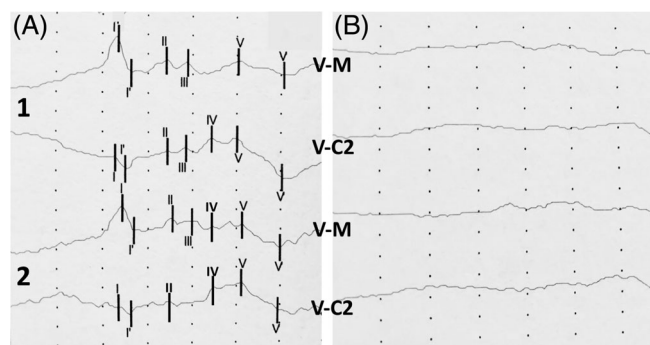 (A) (B)
I' II V V
I' III V-M
1
I' II IV
I III V V V-C2
I II IV V
I' III V V-M
2
I II IV V
I' V V-C2